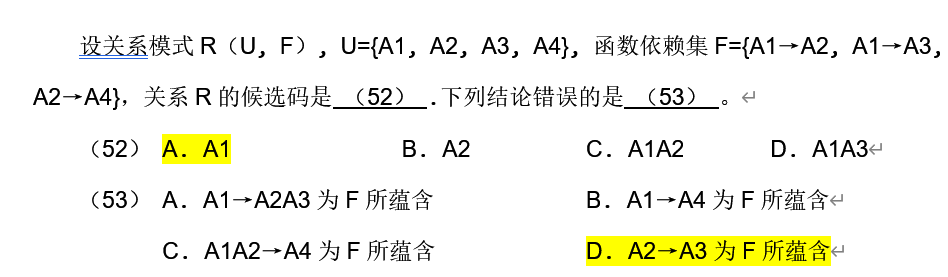 设关系模式 R（U，F），U={A1，A2，A3，A4}，函数依赖集 F={A1→A2，A1→A3，
A2→A4}，关系 R 的候选码是 （52） .下列结论错误的是 （53） 。↵
（52） A．A1 B．A2 C．A1A2 D．A1A3↵
（53） A．A1→A2A3 为 F 所蕴含 B．A1→A4 为 F 所蕴含↵
C．A1A2→A4 为 F 所蕴含 D．A2→A3 为 F 所蕴含↵